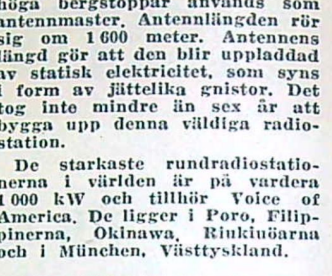 höga bergstoppar används som
antennmaster. Antennlängden rör
sig om 1 600 meter. Antennens
längd gör att den blir uppladdad
av statisk elektricitet, som syns
i form av jättelika gnistor. Det
tog inte mindre än sex år att
bygga upp denna väldiga radio-
station.
De starkaste rundradiostatio-
nerna i världen är på vardera
1 000 kW och tillhör Voice of
America. De ligger i Poro, Filip-
pinerna, Okinawa, Riukiuöarna
och i München, Västtyskland.